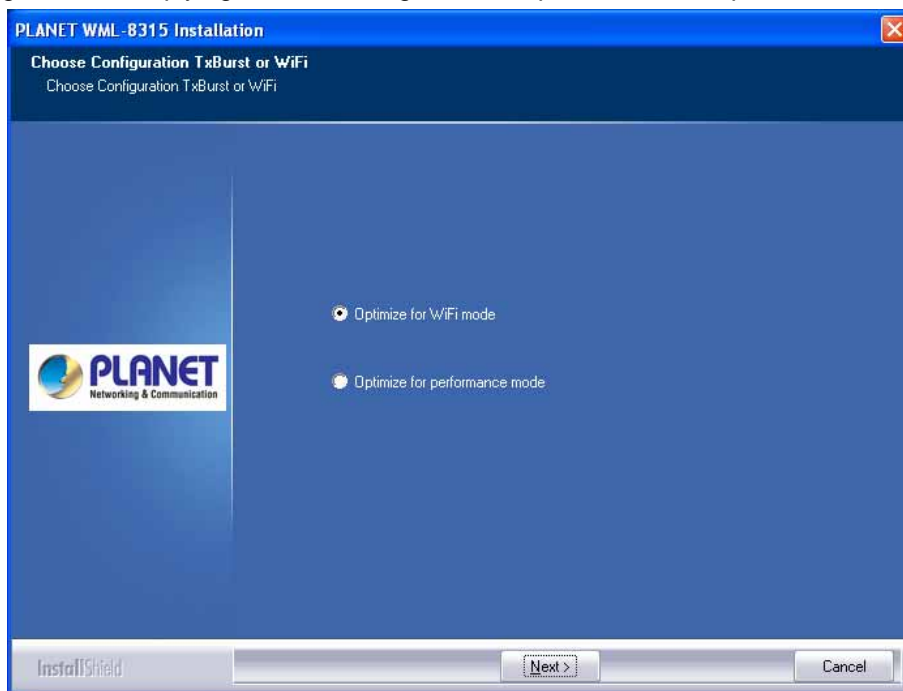 PLANET WML-8315 Installation
Choose Configuration TxBurst or WiFi
Choose Configuration TxBurst or WiFi
Optimize for WiFi mode
PLANET
Networking & Communication
Optimize for performance mode
InstallShield
Next >
Cancel